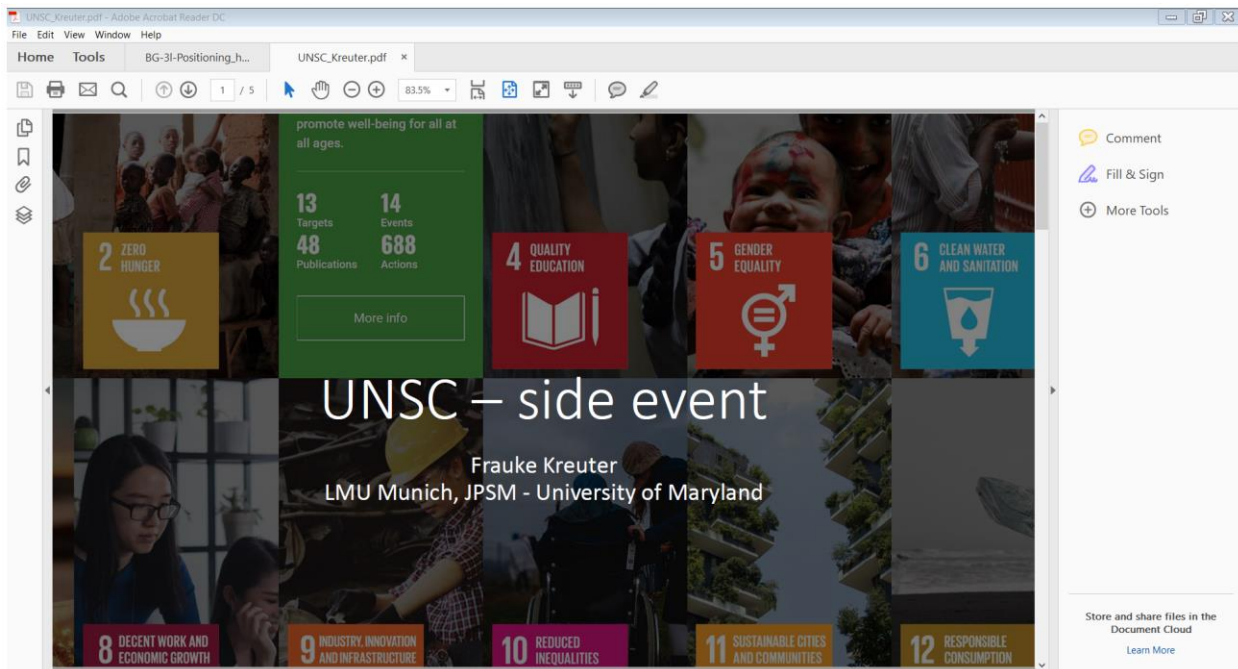 UNSC_Kreuter.pdf - Adobe Acrobat Reader DC
File Edit View Window Help
Home Tools BG-3I-Positioning_h... UNSC_Kreuter.pdf ×
1 / 5 83.5%
Comment
Fill & Sign
More Tools
promote well-being for all at
all ages.
13 14
Targets Events
48 688
Publications Actions
More info
2 ZERO
HUNGER
4 QUALITY
EDUCATION
5 GENDER
EQUALITY
6 CLEAN WATER
AND SANITATION
UNSC – side event
Frauke Kreuter
LMU Munich, JPSM - University of Maryland
8 DECENT WORK AND
ECONOMIC GROWTH
9 INDUSTRY, INNOVATION
AND INFRASTRUCTURE
10 REDUCED
INEQUALITIES
11 SUSTAINABLE CITIES
AND COMMUNITIES
12 RESPONSIBLE
CONSUMPTION
Store and share files in the
Document Cloud
Learn More